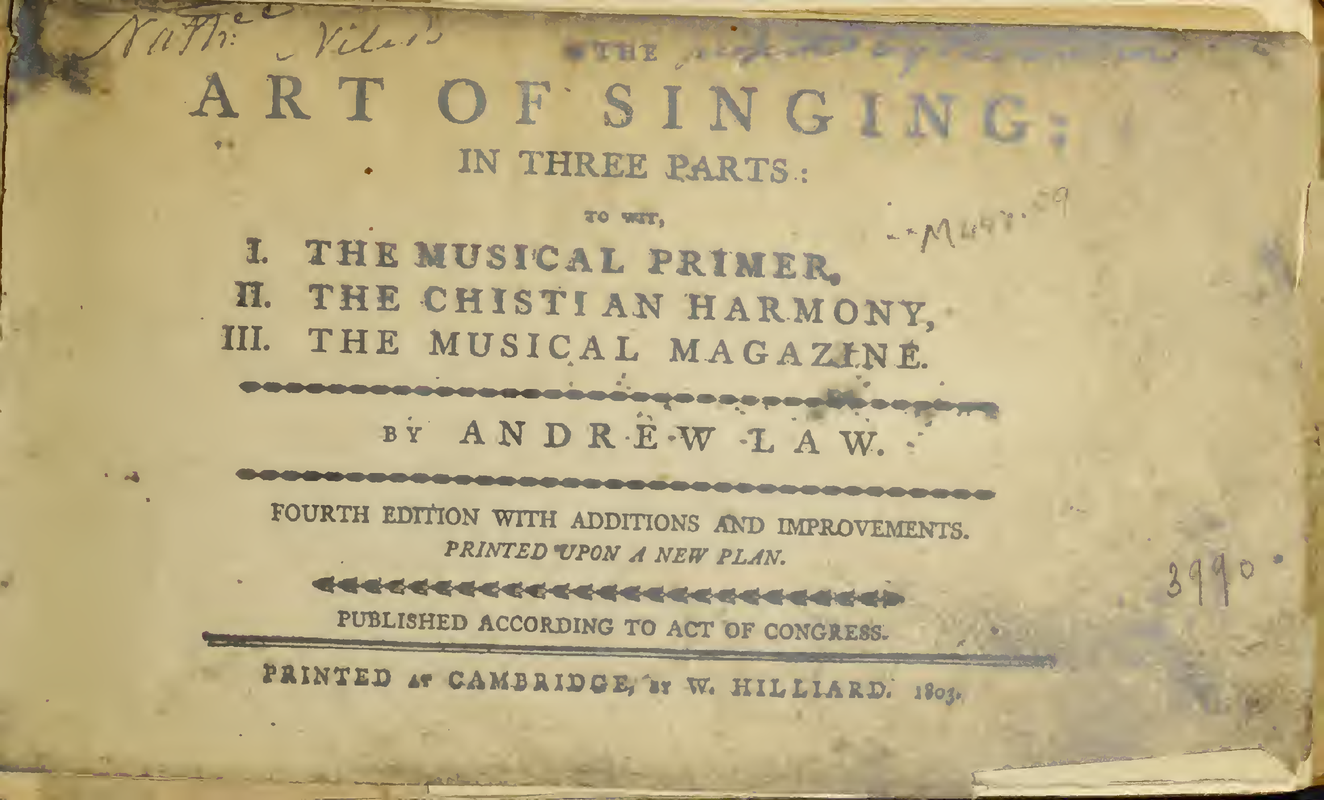 Nath.ee Niles's
THE
ART OF SINGING:
IN THREE PARTS:
TO WIT,
I. THE MUSICAL PRIMER,
II. THE CHISTIAN HARMONY,
III. THE MUSICAL MAGAZINE.
BY ANDREW LAW.
FOURTH EDITION WITH ADDITIONS AND IMPROVEMENTS.
PRINTED UPON A NEW PLAN.
3990
PUBLISHED ACCORDING TO ACT OF CONGRESS.
PRINTED AT CAMBRIDGE, BY W. HILLIARD. 1803.